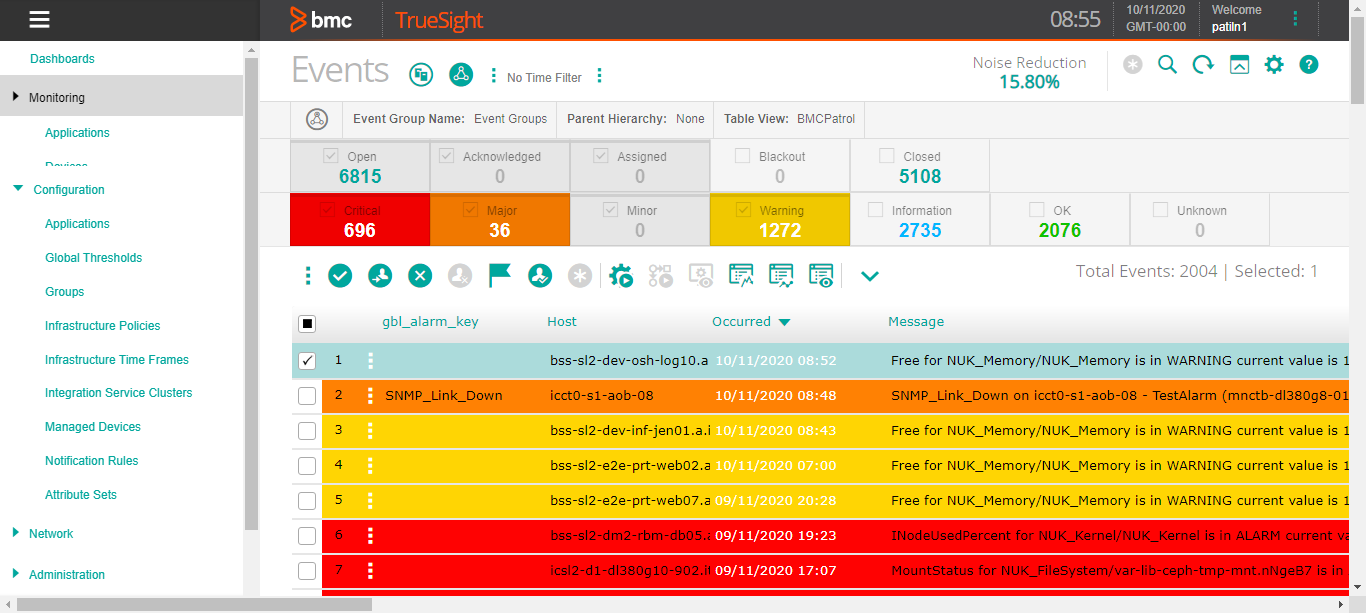 bmc TrueSight 08:55 10/11/2020 GMT-00:00 Welcome patiln1
Dashboards
Monitoring
Applications
Devices
Configuration
Applications
Global Thresholds
Groups
Infrastructure Policies
Infrastructure Time Frames
Integration Service Clusters
Managed Devices
Notification Rules
Attribute Sets
Network
Administration
Events No Time Filter Noise Reduction
15.80%
Event Group Name: Event Groups Parent Hierarchy: None Table View: BMCPatrol
Open Acknowledged Assigned Blackout Closed
6815 0 0 0 5108
Critical Major Minor Warning Information OK Unknown
696 36 0 1272 2735 2076 0
Total Events: 2004 | Selected: 1
gbl_alarm_key Host Occurred Message
1 bss-sl2-dev-osh-log10.a 10/11/2020 08:52 Free for NUK_Memory/NUK_Memory is in WARNING current value is 1
2 SNMP_Link_Down icct0-s1-aob-08 10/11/2020 08:48 SNMP_Link_Down on icct0-s1-aob-08 - TestAlarm (mnctb-dl380g8-01
3 bss-sl2-dev-inf-jen01.a.i 10/11/2020 08:43 Free for NUK_Memory/NUK_Memory is in WARNING current value is 1
4 bss-sl2-e2e-prt-web02.a 10/11/2020 07:00 Free for NUK_Memory/NUK_Memory is in WARNING current value is 1
5 bss-sl2-e2e-prt-web07.a 09/11/2020 20:28 Free for NUK_Memory/NUK_Memory is in WARNING current value is 1
6 bss-sl2-dm2-rbm-db05.a 09/11/2020 19:23 INodeUsedPercent for NUK_Kernel/NUK_Kernel is in ALARM current va
7 icsl2-d1-dl380g10-902.it 09/11/2020 17:07 MountStatus for NUK_FileSystem/var-lib-ceph-tmp-mnt.nNgeB7 is in